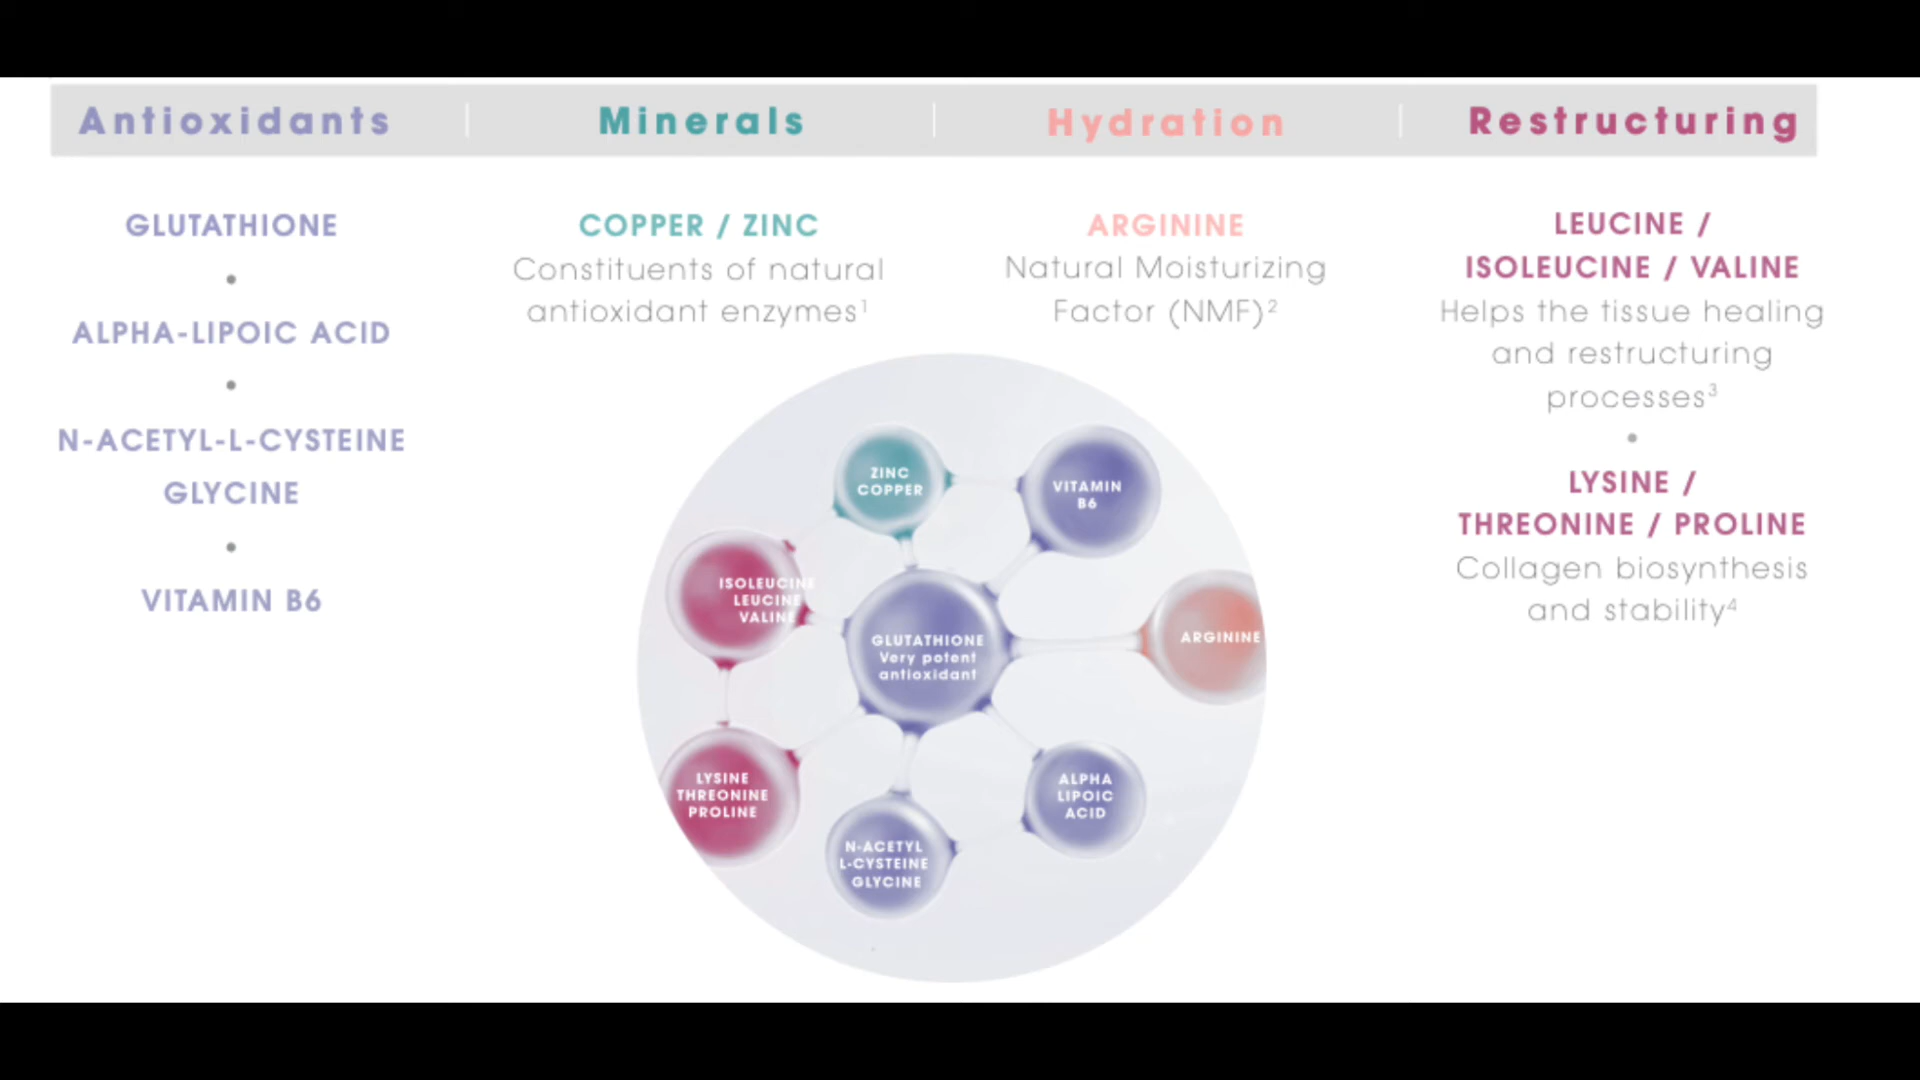 Antioxidants
Minerals
Hydration
Restructuring
GLUTATHIONE
•
ALPHA-LIPOIC ACID
•
N-ACETYL-L-CYSTEINE
GLYCINE
•
VITAMIN B6
COPPER / ZINC
Constituents of natural
antioxidant enzymes¹
ARGININE
Natural Moisturizing
Factor (NMF)²
LEUCINE /
ISOLEUCINE / VALINE
Helps the tissue healing
and restructuring
processes³
•
LYSINE /
THREONINE / PROLINE
Collagen biosynthesis
and stability⁴
ZINC
COPPER
VITAMIN
B6
ISOLEUCINE
LEUCINE
VALINE
GLUTATHIONE
Very potent
antioxidant
ARGININE
LYSINE
THREONINE
PROLINE
ALPHA
LIPOIC
ACID
N-ACETYL
L-CYSTEINE
GLYCINE